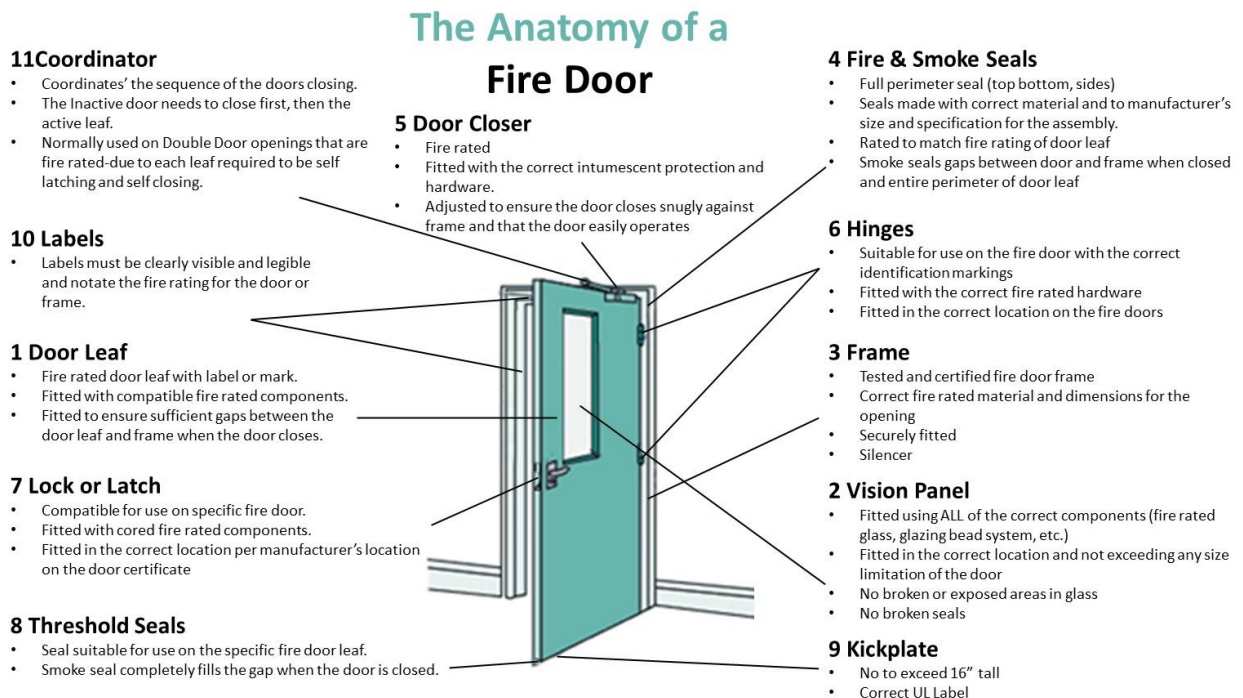 The Anatomy of a
Fire Door
11Coordinator
• Coordinates’ the sequence of the doors closing.
• The Inactive door needs to close first, then the
active leaf.
• Normally used on Double Door openings that are
fire rated-due to each leaf required to be self
latching and self closing.
10 Labels
• Labels must be clearly visible and legible
and notate the fire rating for the door or
frame.
1 Door Leaf
• Fire rated door leaf with label or mark.
• Fitted with compatible fire rated components.
• Fitted to ensure sufficient gaps between the
door leaf and frame when the door closes.
7 Lock or Latch
• Compatible for use on specific fire door.
• Fitted with cored fire rated components.
• Fitted in the correct location per manufacturer’s location
on the door certificate
8 Threshold Seals
• Seal suitable for use on the specific fire door leaf.
• Smoke seal completely fills the gap when the door is closed.
5 Door Closer
• Fire rated
• Fitted with the correct intumescent protection and
hardware.
• Adjusted to ensure the door closes snugly against
frame and that the door easily operates
4 Fire & Smoke Seals
• Full perimeter seal (top bottom, sides)
• Seals made with correct material and to manufacturer’s
size and specification for the assembly.
• Rated to match fire rating of door leaf
• Smoke seals gaps between door and frame when closed
and entire perimeter of door leaf
6 Hinges
• Suitable for use on the fire door with the correct
identification markings
• Fitted with the correct fire rated hardware
• Fitted in the correct location on the fire doors
3 Frame
• Tested and certified fire door frame
• Correct fire rated material and dimensions for the
opening
• Securely fitted
• Silencer
2 Vision Panel
• Fitted using ALL of the correct components (fire rated
glass, glazing bead system, etc.)
• Fitted in the correct location and not exceeding any size
limitation of the door
• No broken or exposed areas in glass
• No broken seals
9 Kickplate
• No to exceed 16” tall
• Correct UL Label